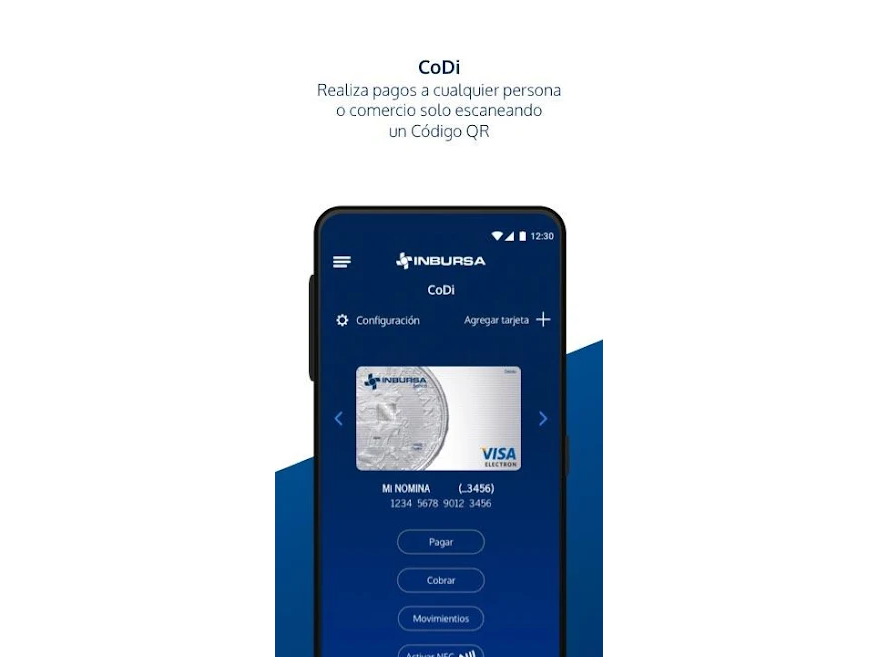 CoDi
Realiza pagos a cualquier persona
o comercio solo escaneando
un Código QR
12:30
INBURSA
CoDi
Configuración
Agregar tarjeta
INBURSA
VISA
ELECTRON
MI NOMINA (...3456)
1234 5678 9012 3456
Pagar
Cobrar
Movimientios
Activar NFC